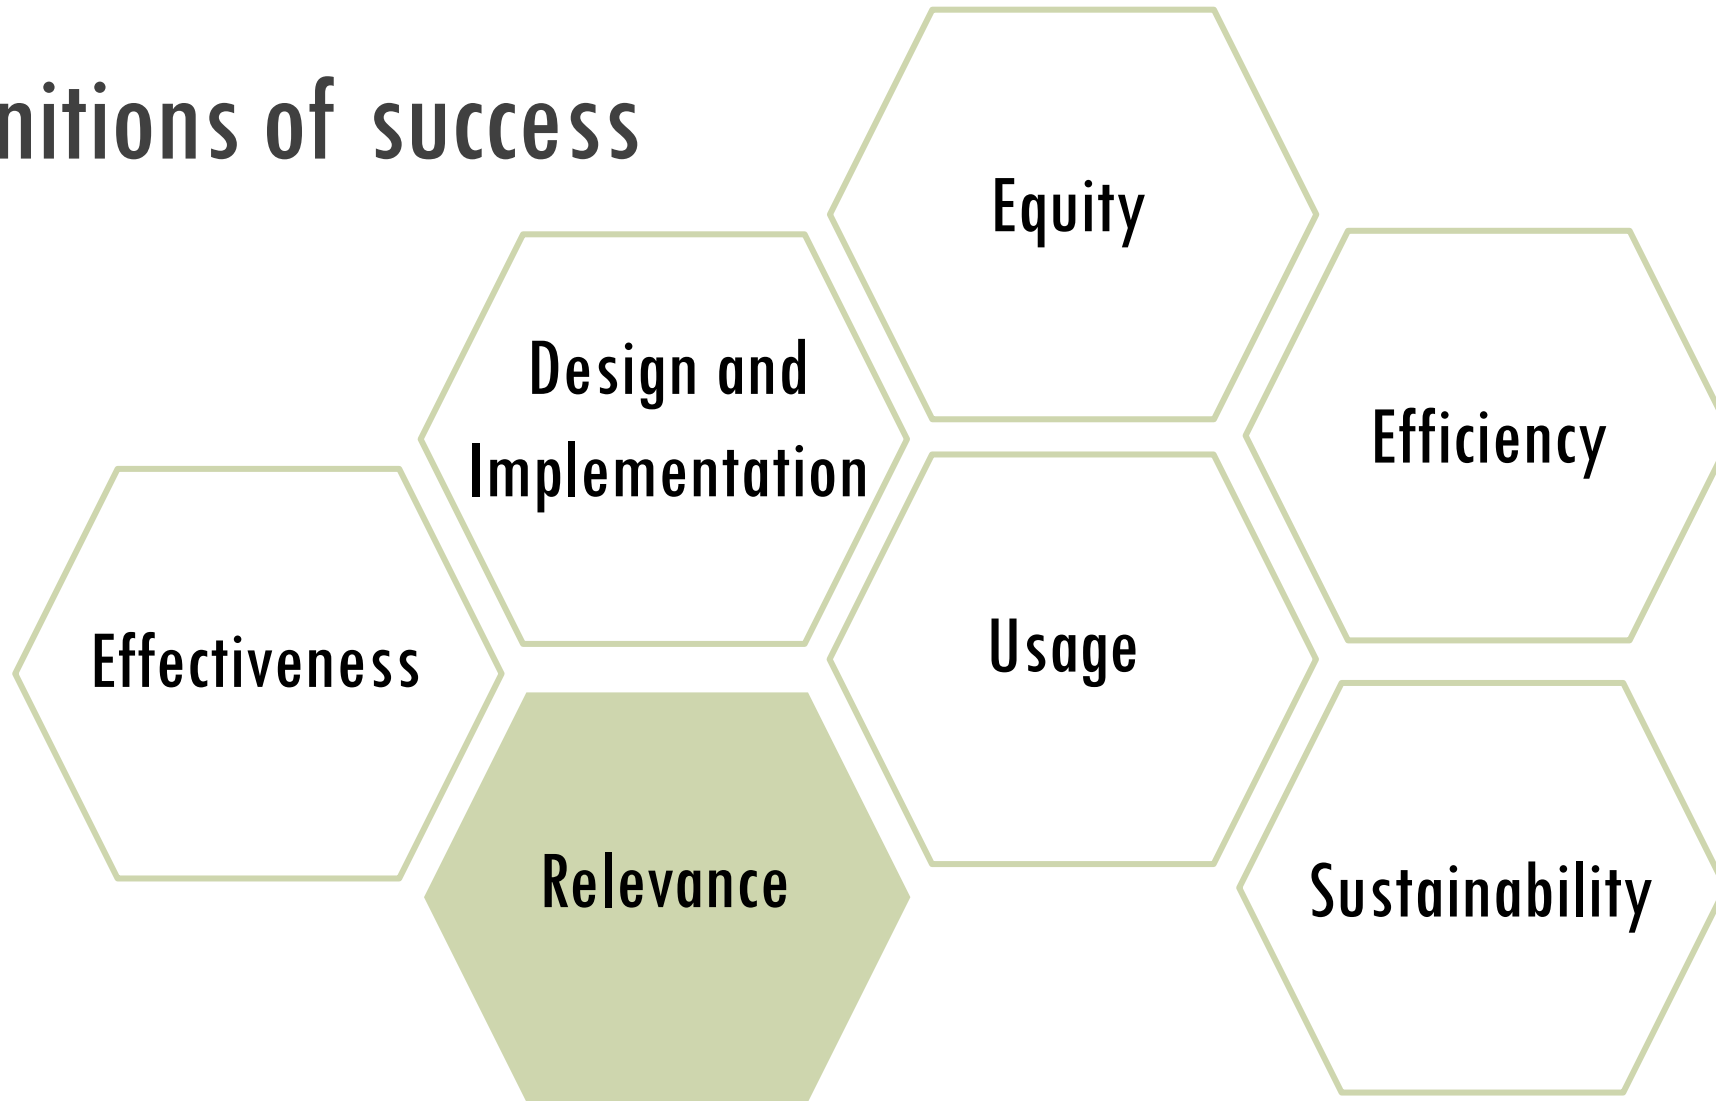 nitions of success
Equity
Design and
Implementation
Efficiency
Effectiveness
Usage
Relevance
Sustainability